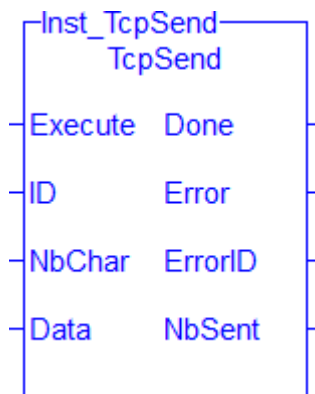 Inst_TcpSend
TcpSend
Execute Done
ID Error
NbChar ErrorID
Data NbSent